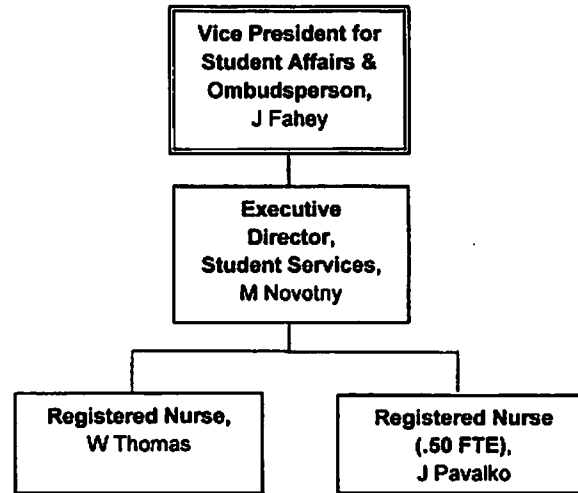 Vice President for
Student Affairs &
Ombudsperson,
J Fahey
Executive
Director,
Student Services,
M Novotny
Registered Nurse,
W Thomas
Registered Nurse
(.50 FTE),
J Pavalko